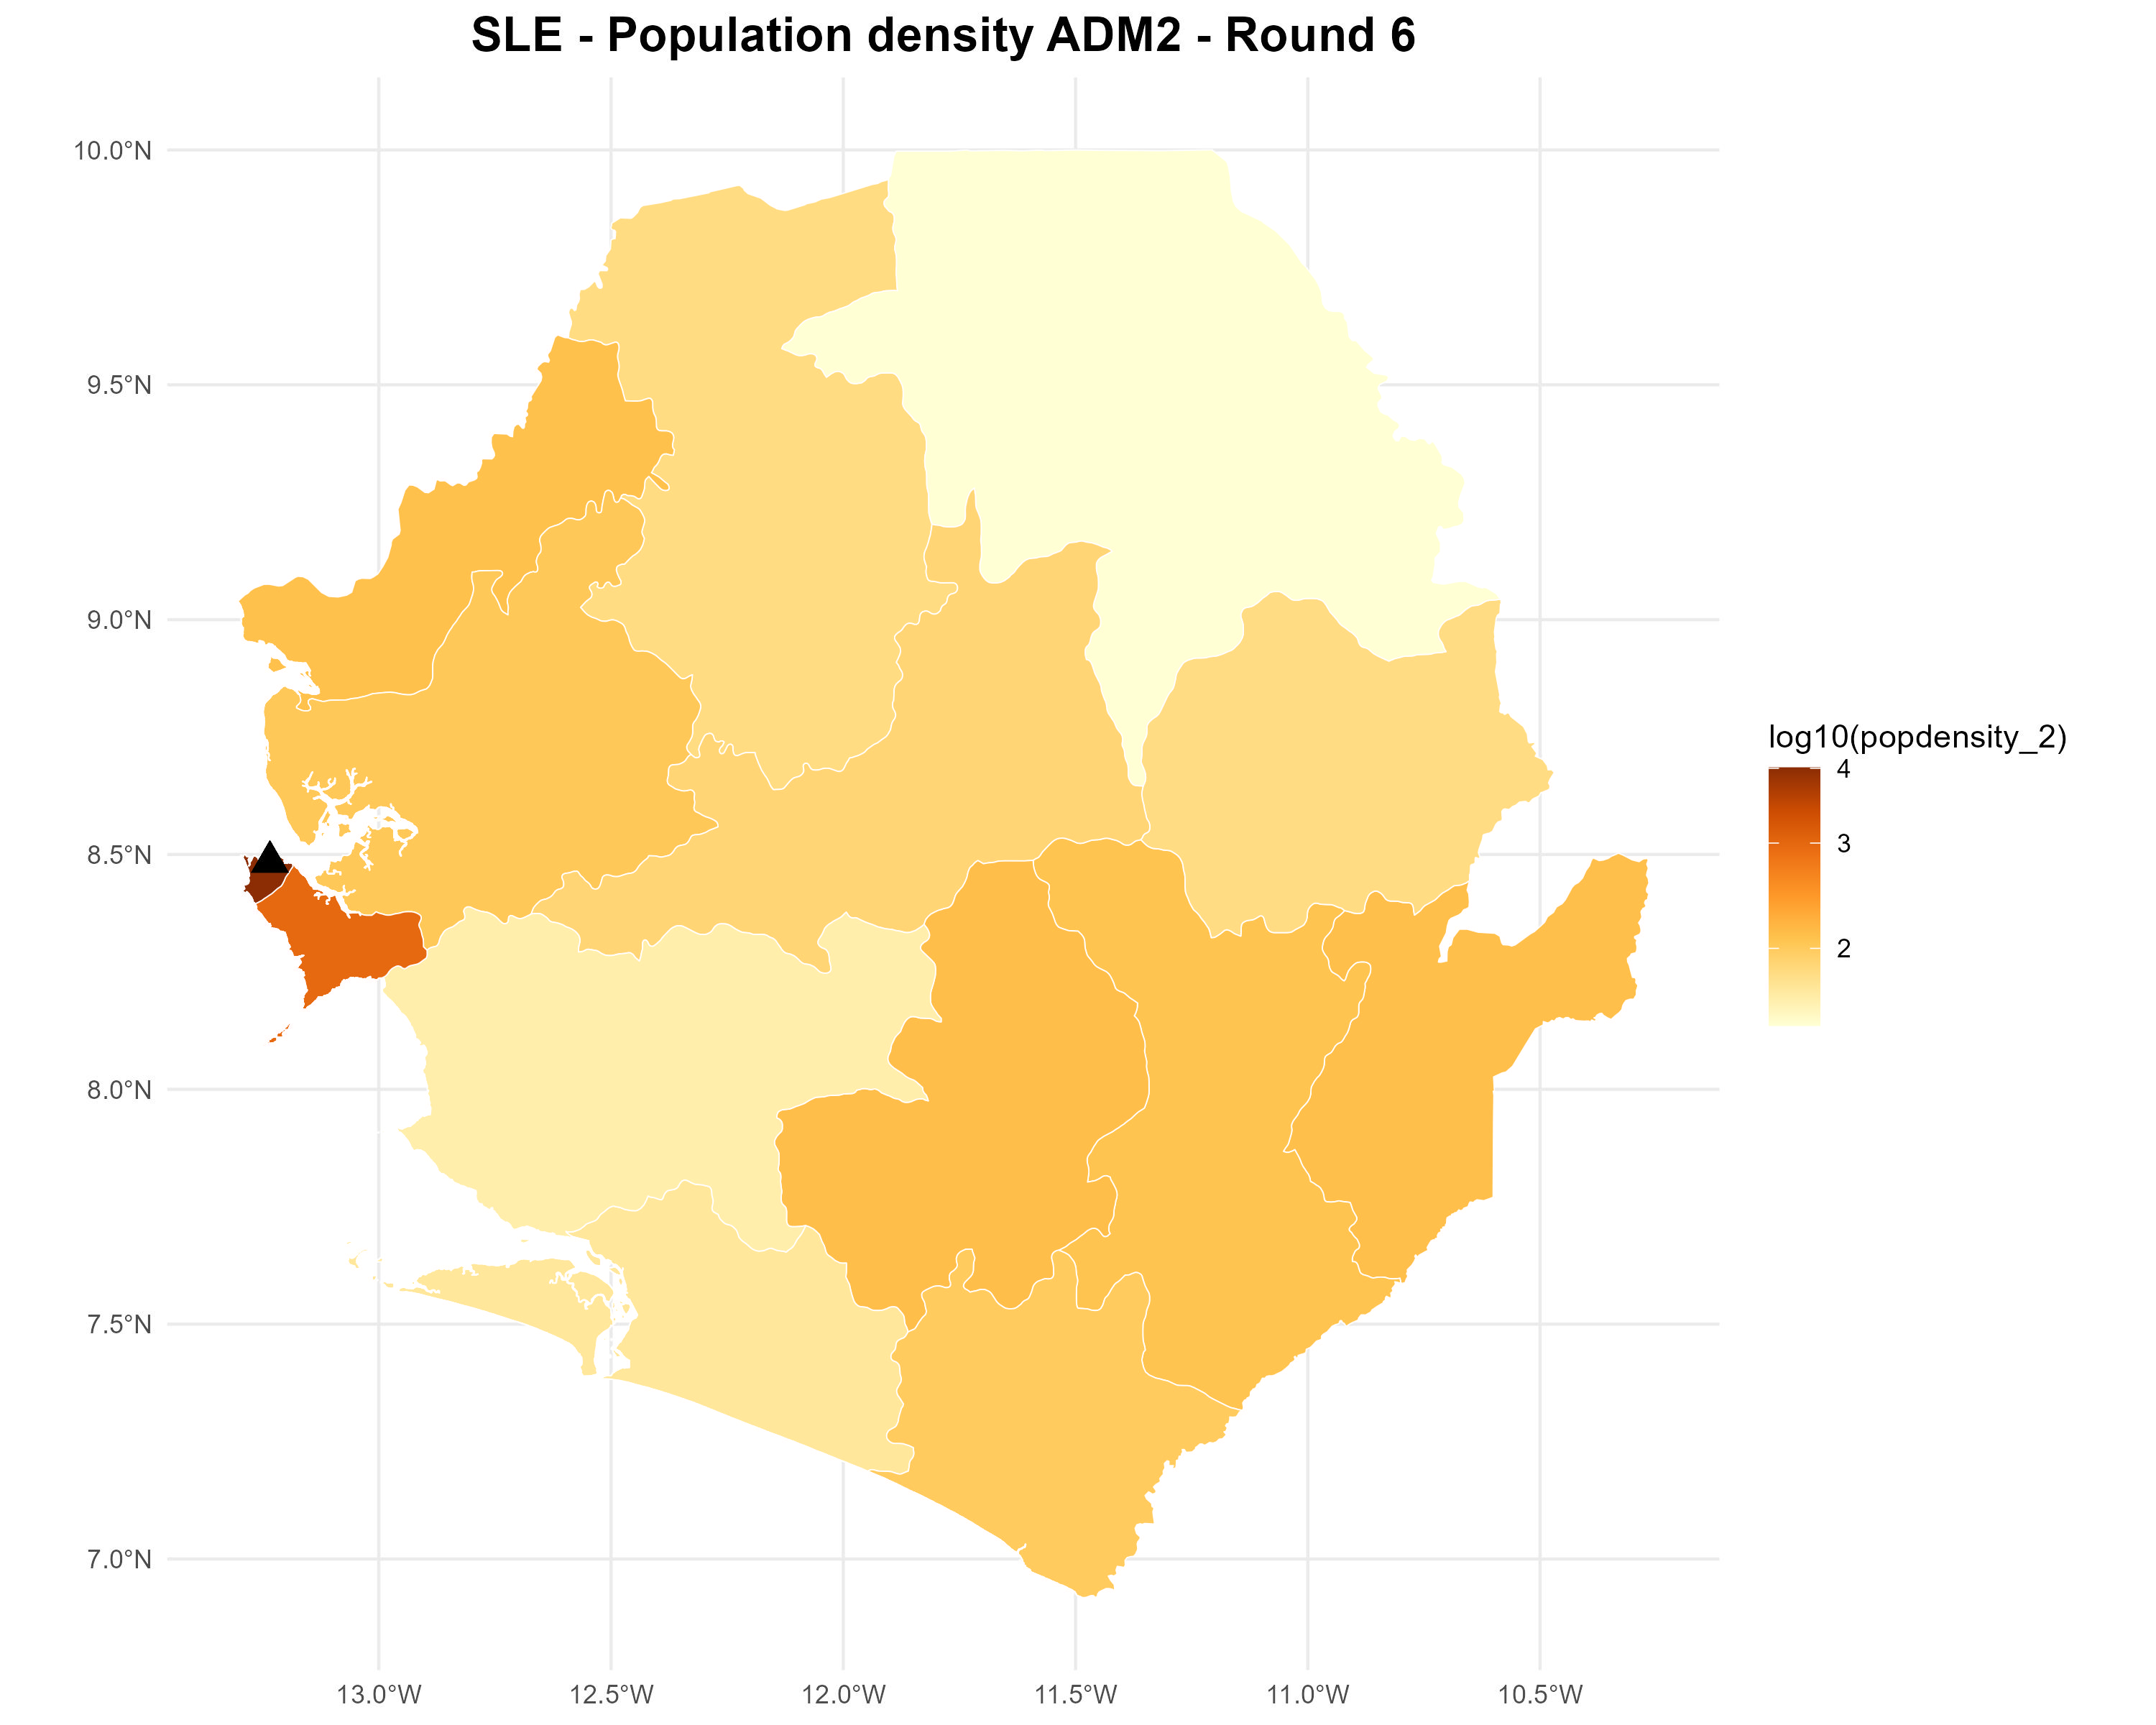 SLE - Population density ADM2 - Round 6
10.0°N
9.5°N
9.0°N
8.5°N
8.0°N
7.5°N
7.0°N
13.0°W 12.5°W 12.0°W 11.5°W 11.0°W 10.5°W
log10(popdensity_2)
4
3
2